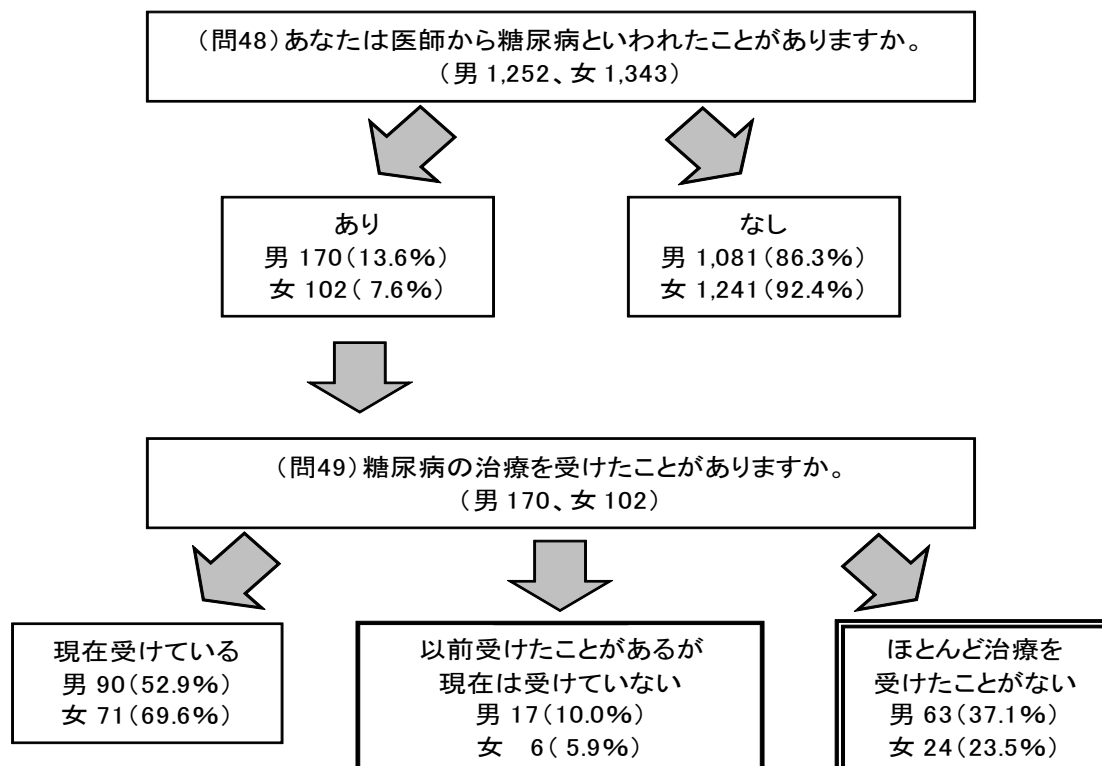 （問48）あなたは医師から糖尿病といわれたことがありますか。
（男 1,252、女 1,343）
あり
男 170（13.6%）
女 102（ 7.6%）
なし
男 1,081（86.3%）
女 1,241（92.4%）
（問49）糖尿病の治療を受けたことがありますか。
（男 170、女 102）
現在受けている
男 90（52.9%）
女 71（69.6%）
以前受けたことがあるが
現在は受けていない
男 17（10.0%）
女　6（ 5.9%）
ほとんど治療を
受けたことがない
男 63（37.1%）
女 24（23.5%）